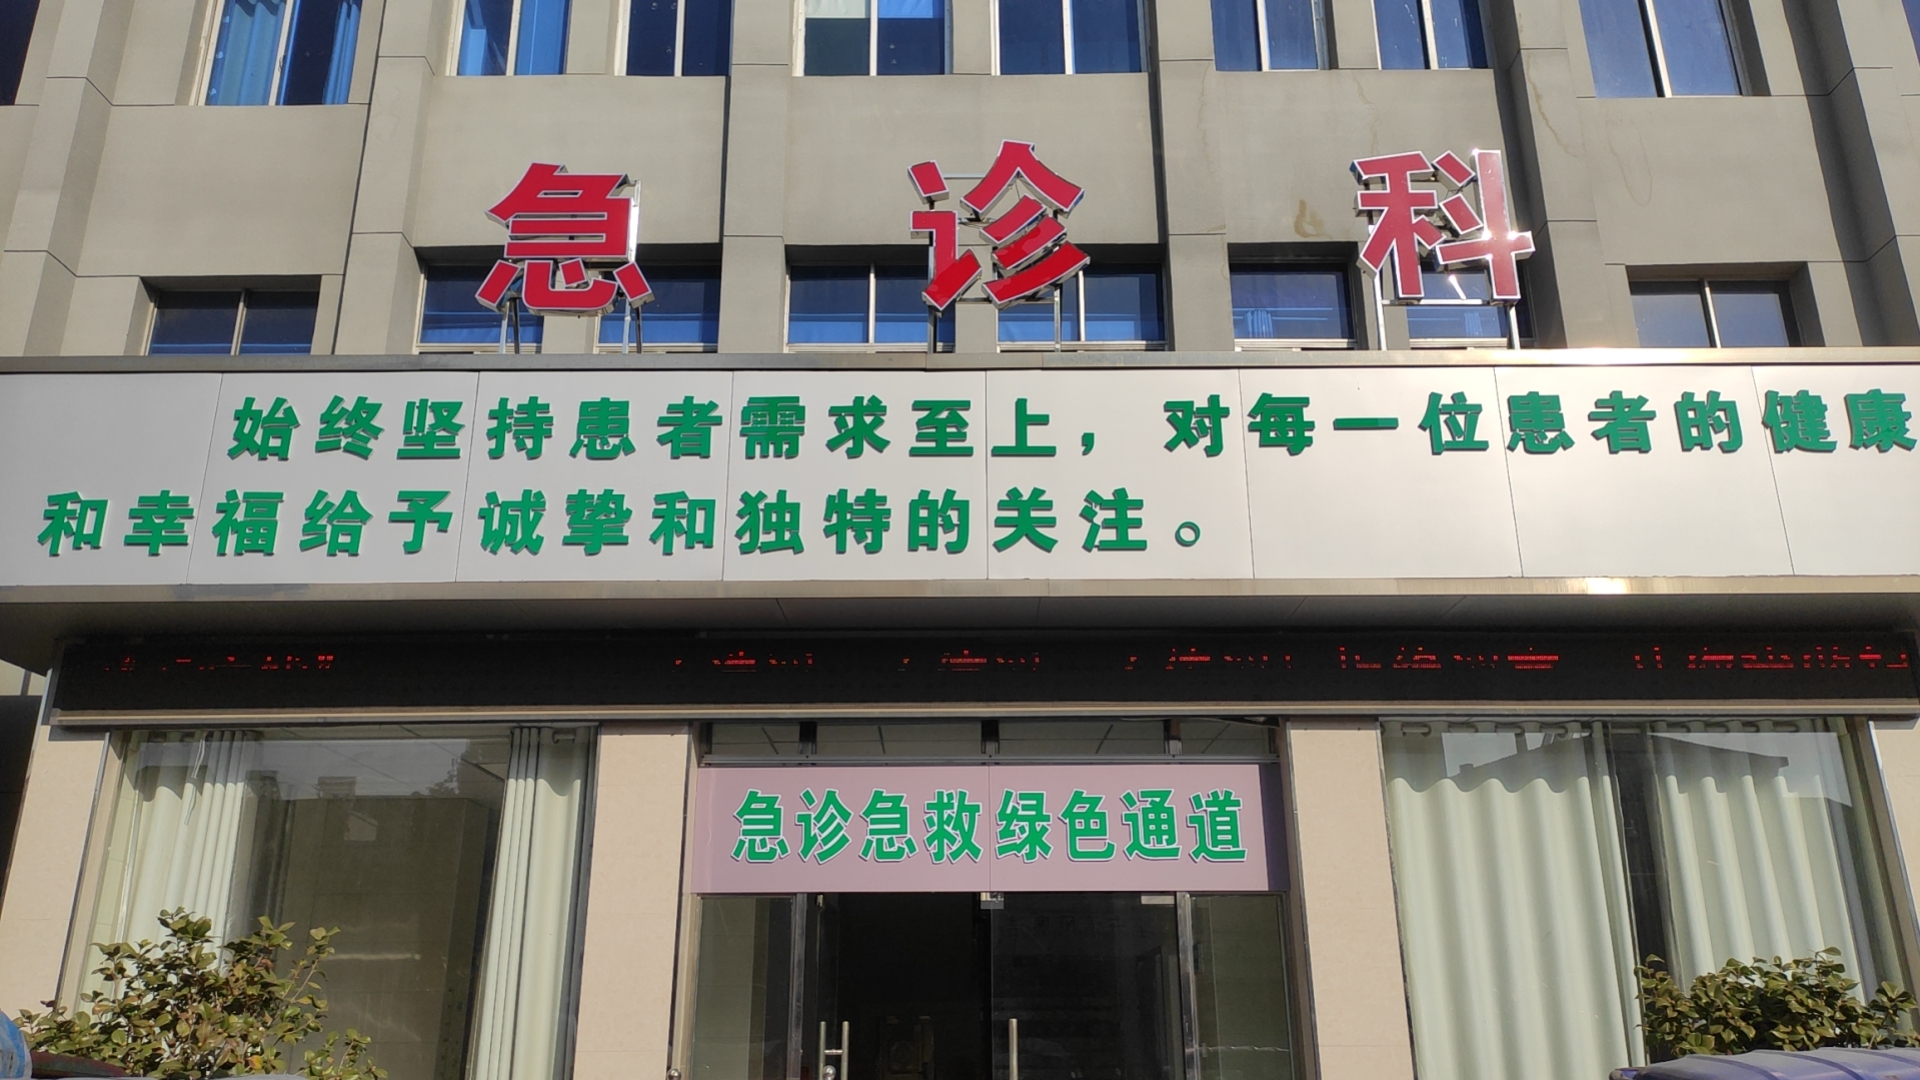 急诊科
始终坚持患者需求至上，对每一位患者的健康
和幸福给予诚挚和独特的关注。
急诊急救绿色通道